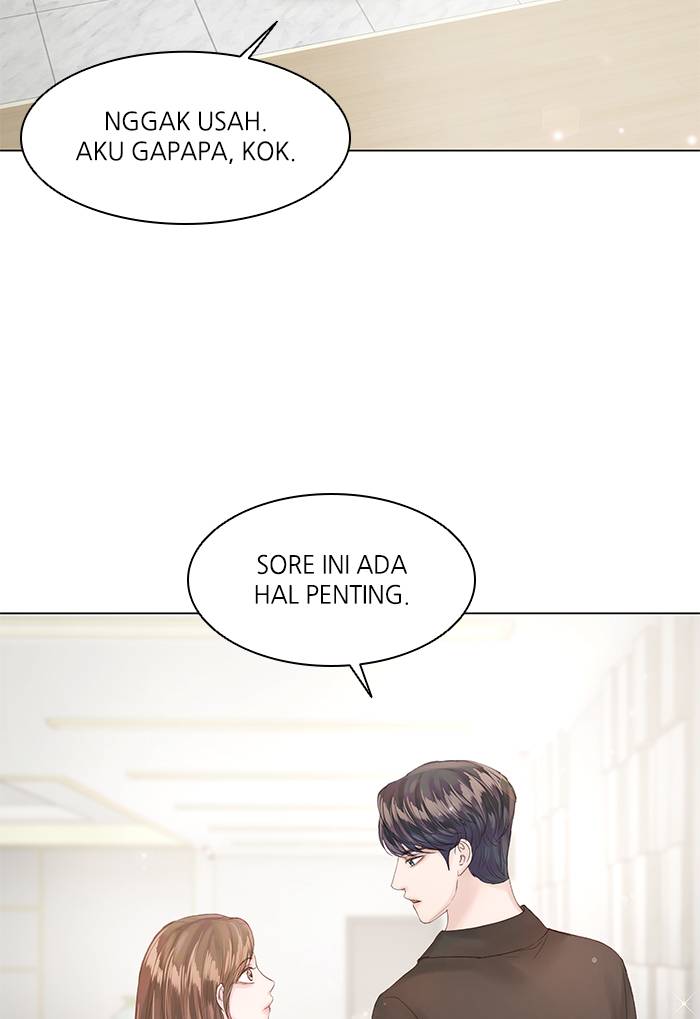 NGGAK USAH.
AKU GAPAPA, KOK.
SORE INI ADA
HAL PENTING.